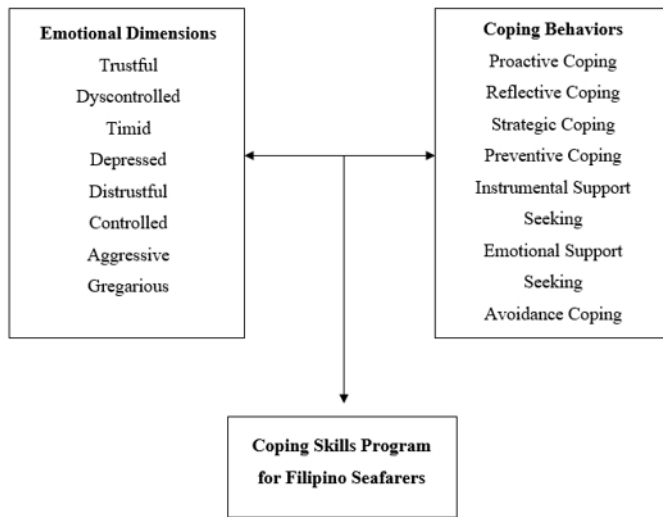 Emotional Dimensions
Trustful
Dyscontrolled
Timid
Depressed
Distrustful
Controlled
Aggressive
Gregarious
Coping Behaviors
Proactive Coping
Reflective Coping
Strategic Coping
Preventive Coping
Instrumental Support
Seeking
Emotional Support
Seeking
Avoidance Coping
Coping Skills Program
for Filipino Seafarers